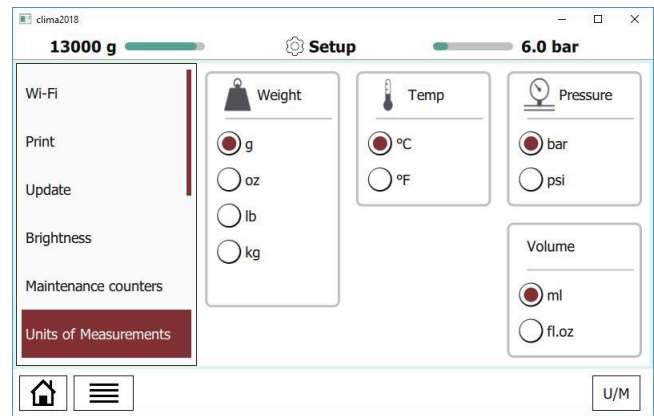 clima2018
13000 g
Setup
6.0 bar
Wi-Fi
Print
Update
Brightness
Maintenance counters
Units of Measurements
Weight
g
oz
lb
kg
Temp
°C
°F
Pressure
bar
psi
Volume
ml
fl.oz
U/M